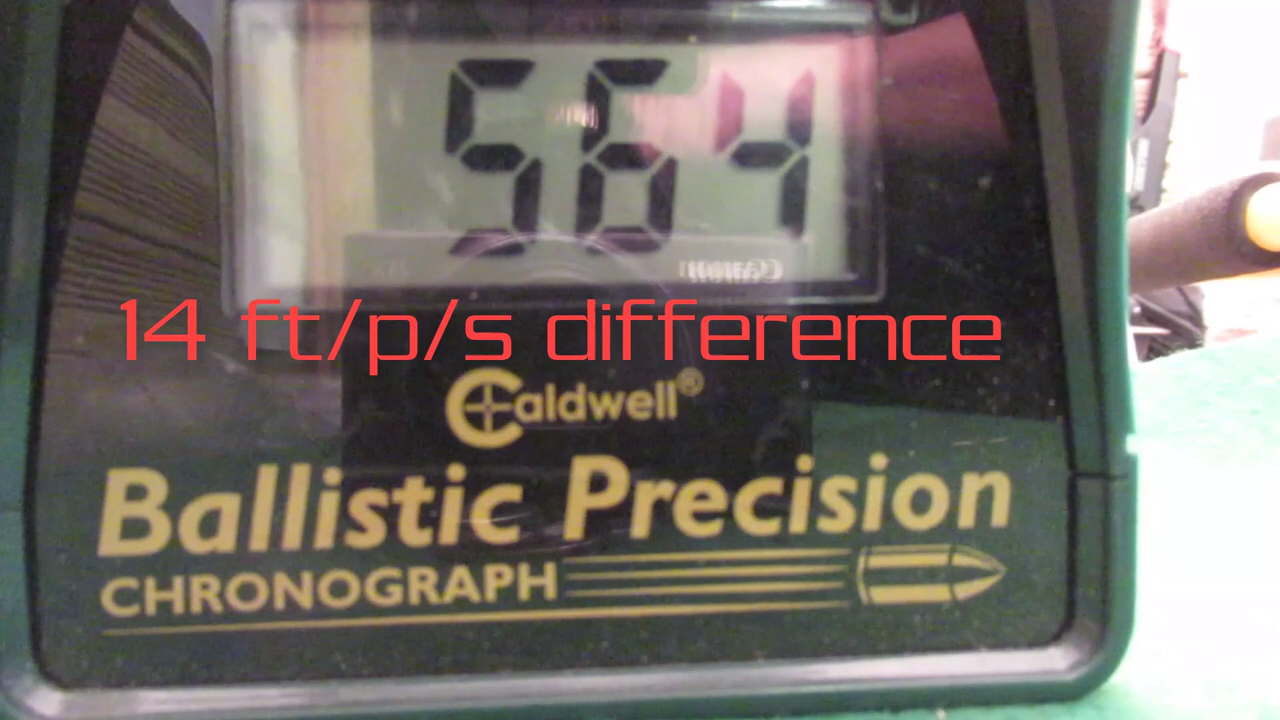 564
14 ft/p/s difference
Caldwell®
Ballistic Precision
CHRONOGRAPH